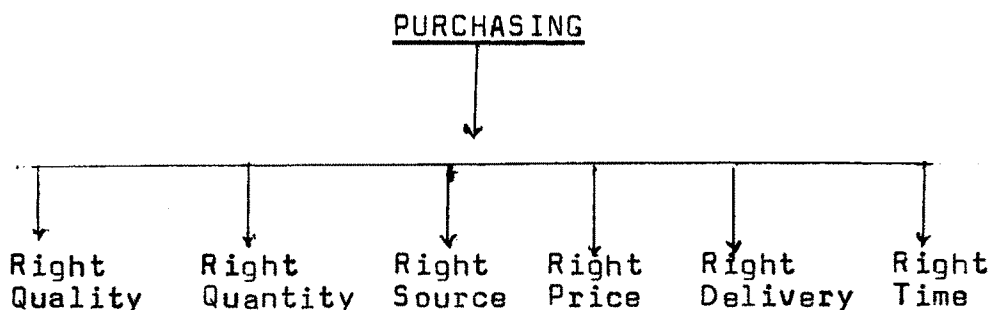 PURCHASING
Right Right Right Right Right Right
Quality Quantity Source Price Delivery Time